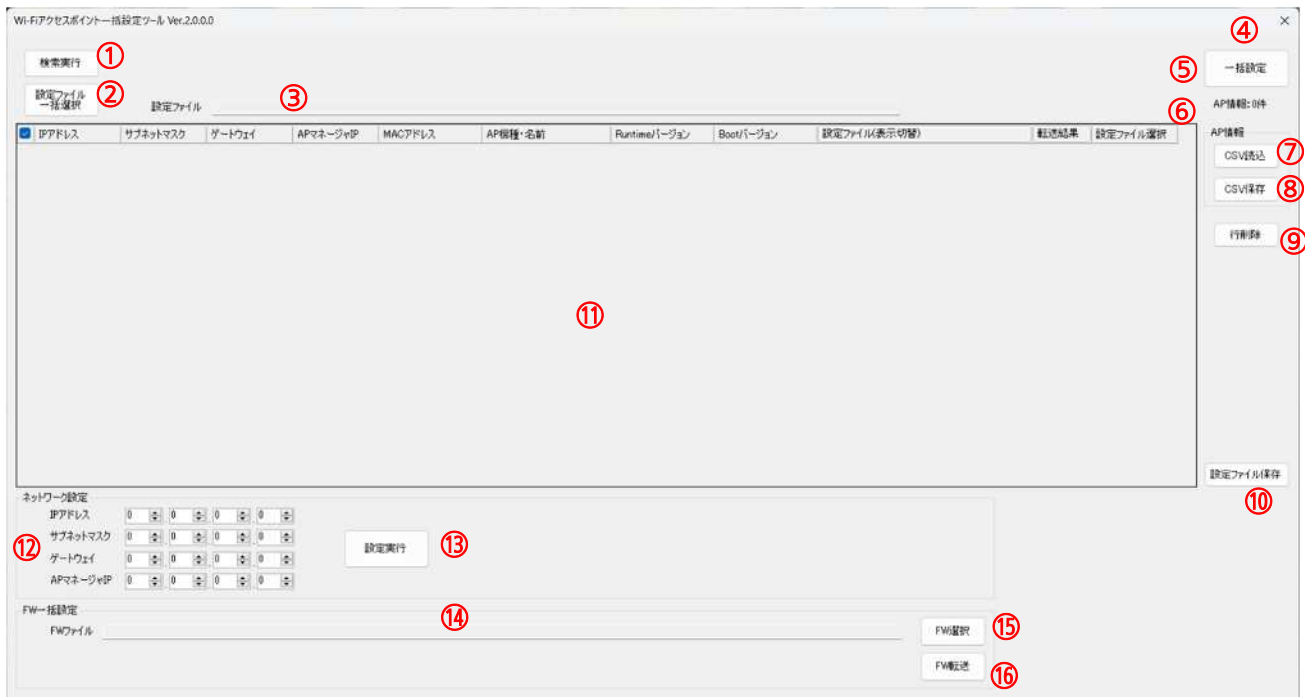 Wi-Fiアクセスポイント一括設定ツール Ver.2.0.0.0
④
検索実行 ①
⑤ 一括設定
設定ファイル
一括選択 ②
設定ファイル ③
⑥ AP情報: 0件
IPアドレス サブネットマスク ゲートウェイ APマネージャIP MACアドレス AP機種・名前 Runtimeバージョン Bootバージョン 設定ファイル(表示切替) 転送結果 設定ファイル選択
AP情報
CSV読込 ⑦
CSV保存 ⑧
行削除 ⑨
⑪
設定ファイル保存
⑩
ネットワーク設定
IPアドレス 0 0 0 0
サブネットマスク 0 0 0 0
⑫
設定実行 ⑬
ゲートウェイ 0 0 0 0
APマネージャIP 0 0 0 0
FW一括設定
⑭
FWファイル
FW選択 ⑮
FW転送 ⑯